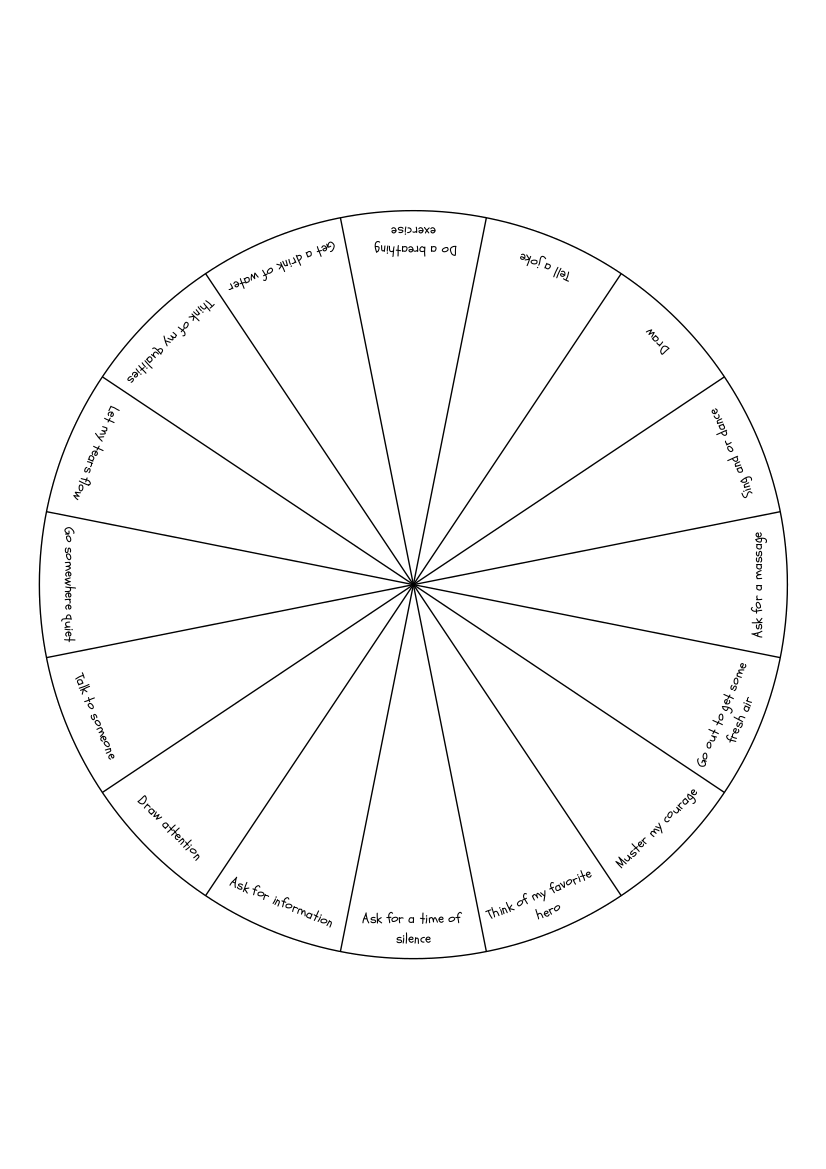 Do a breathing
exercise
Tell a joke
Draw
Sing and or dance
Ask for a massage
Go out to get some
fresh air
Muster my courage
Think of my favorite
hero
Ask for a time of
silence
Ask for information
Draw attention
Talk to someone
Go somewhere quiet
Let my tears flow
Think of my qualities
Get a drink of water